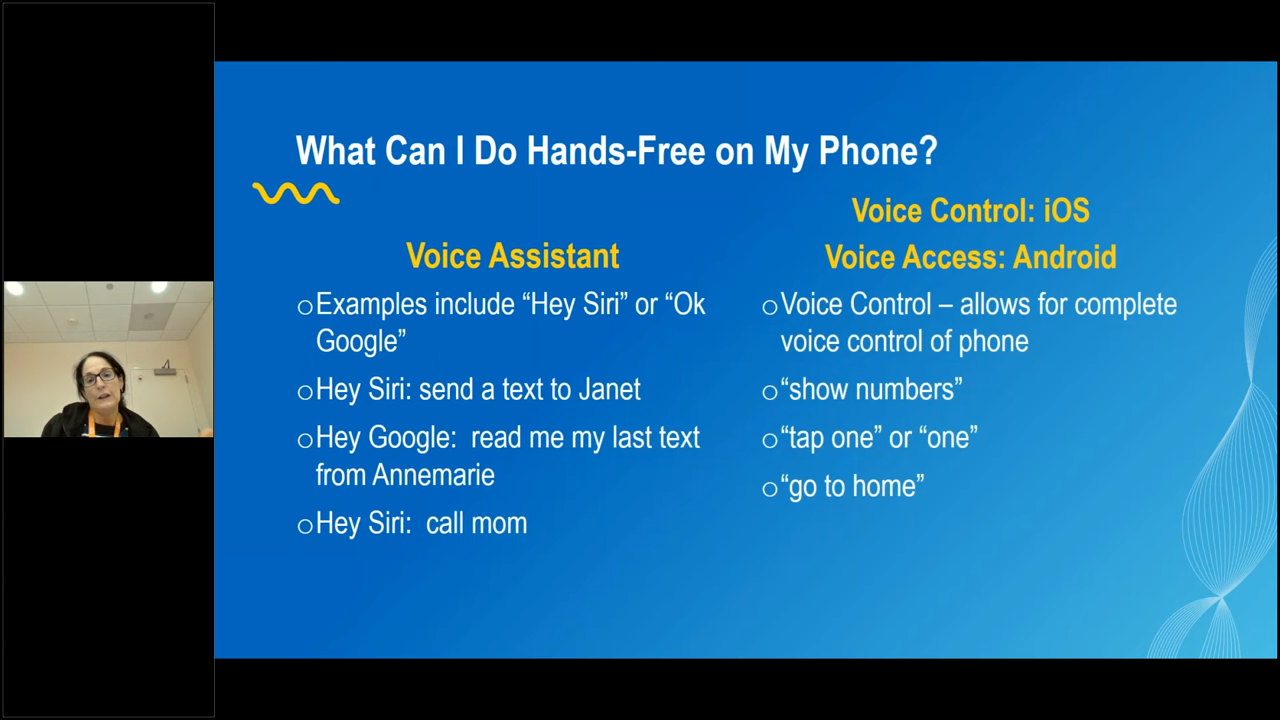 What Can I Do Hands-Free on My Phone?
Voice Assistant
oExamples include “Hey Siri” or “Ok
Google”
oHey Siri: send a text to Janet
oHey Google:  read me my last text
from Annemarie
oHey Siri:  call mom
Voice Control: iOS
Voice Access: Android
oVoice Control – allows for complete
voice control of phone
o“show numbers”
o“tap one” or “one”
o“go to home”